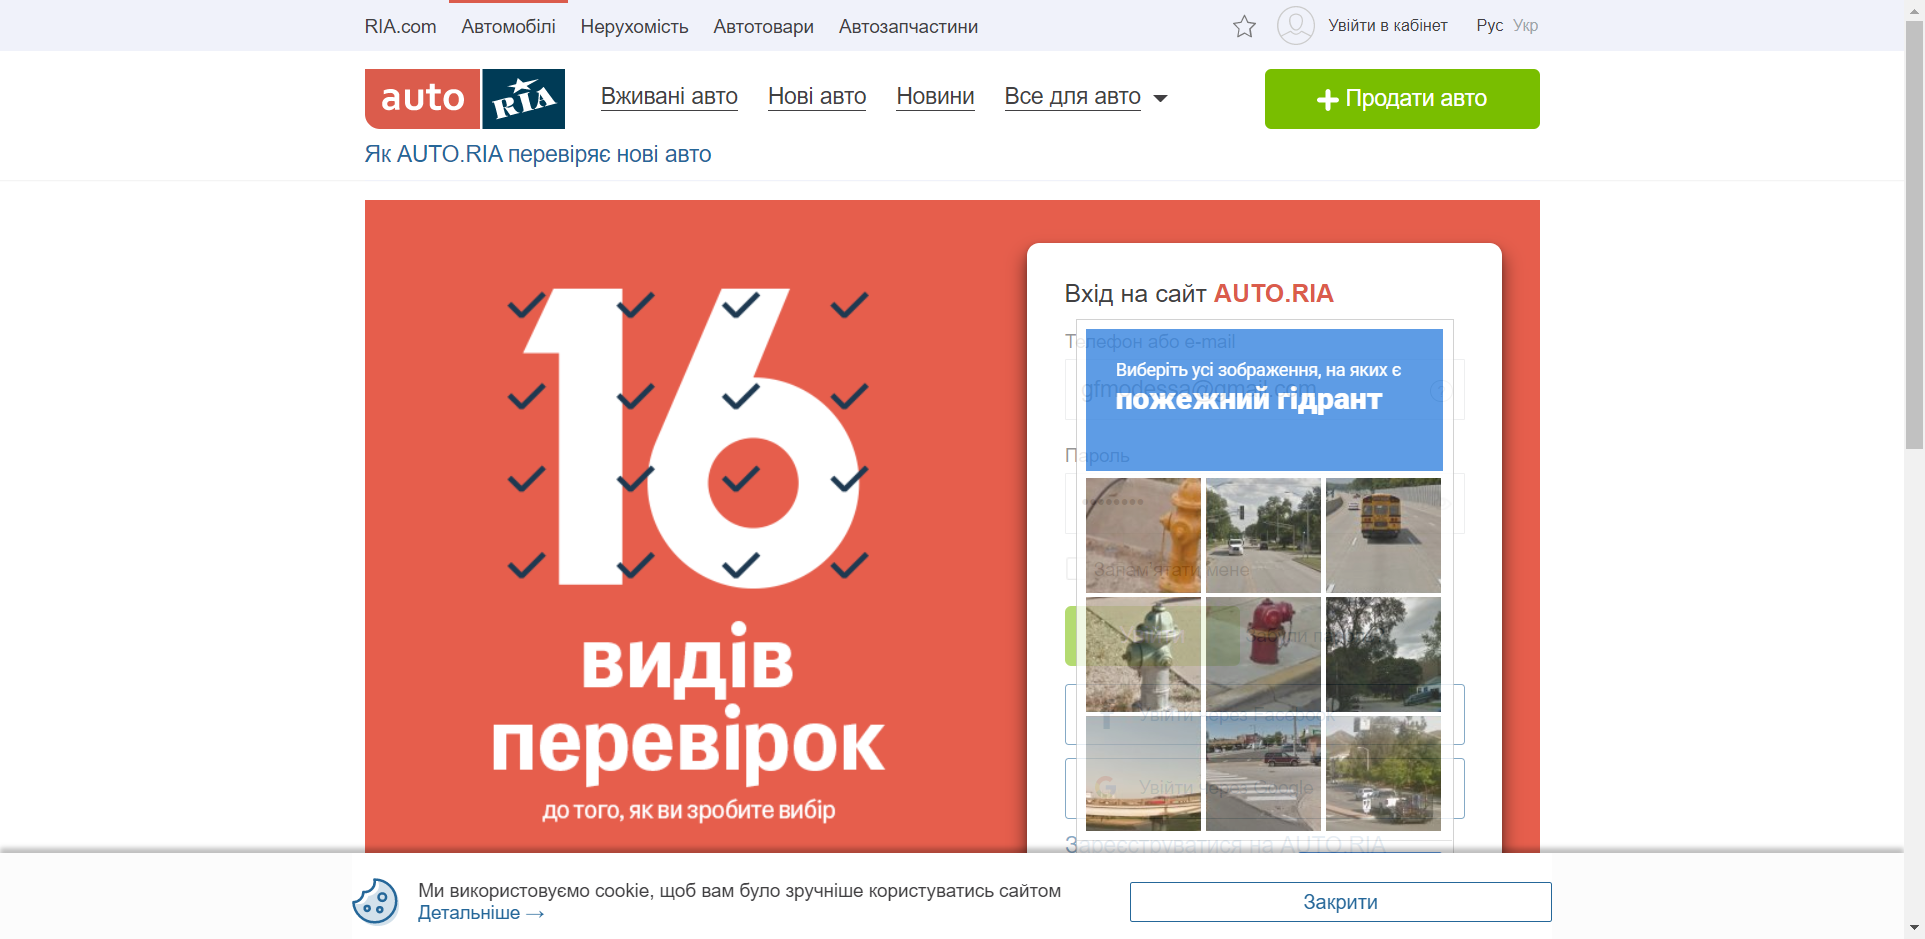 RIA.com Автомобілі Нерухомість Автотовари Автозапчастини Увійти в кабінет Рус Укр
auto RIA Вживані авто Нові авто Новини Все для авто Продати авто
Як AUTO.RIA перевіряє нові авто
16
видів
перевірок
до того, як ви зробите вибір
Вхід на сайт AUTO.RIA
Телефон або e-mail
Виберіть усі зображення, на яких є
gfmodessa@gmail.com
пожежний гідрант
Пароль
Запам'ятати мене
Забули
Увійти через Facebook
Увійти через Google
Зареєструватися на AUTO.RIA
Ми використовуємо cookie, щоб вам було зручніше користуватись сайтом
Детальніше →
Закрити